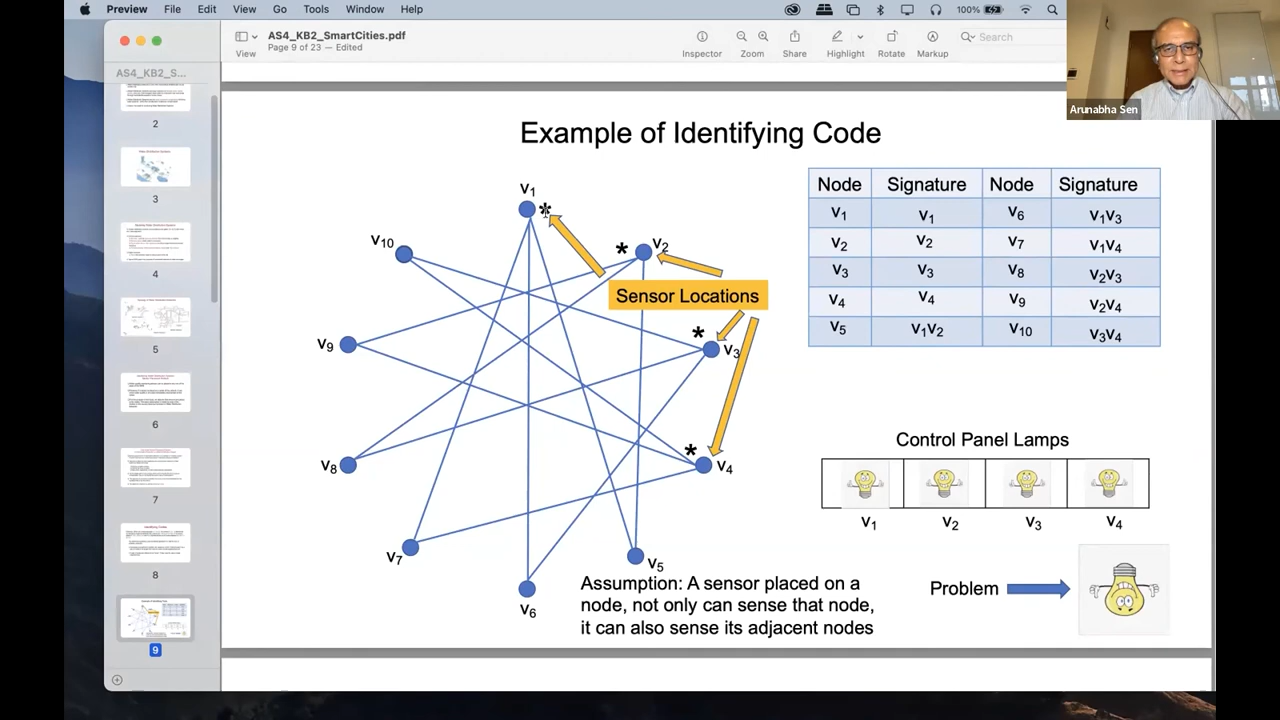 Preview File Edit View Go Tools Window Help 100%
AS4_KB2_SmartCities.pdf
Page 9 of 23 — Edited
View Inspector Zoom Share Highlight Rotate Markup Search
Arunabha Sen
AS4_KB2_S...
2
3
4
5
6
7
8
9
Example of Identifying Code
v1 *
v2 *
v3 *
v4 *
v5
v6
v7
v8
v9
v10
Sensor Locations
Node Signature Node Signature
v1 v1 v6 v1v3
v2 v2 v7 v1v4
v3 v3 v8 v2v3
v4 v4 v9 v2v4
v5 v1v2 v10 v3v4
Control Panel Lamps
v1 v2 v3 v4
Problem
Assumption: A sensor placed on a
node, not only can sense that node,
it can also sense its adjacent nodes